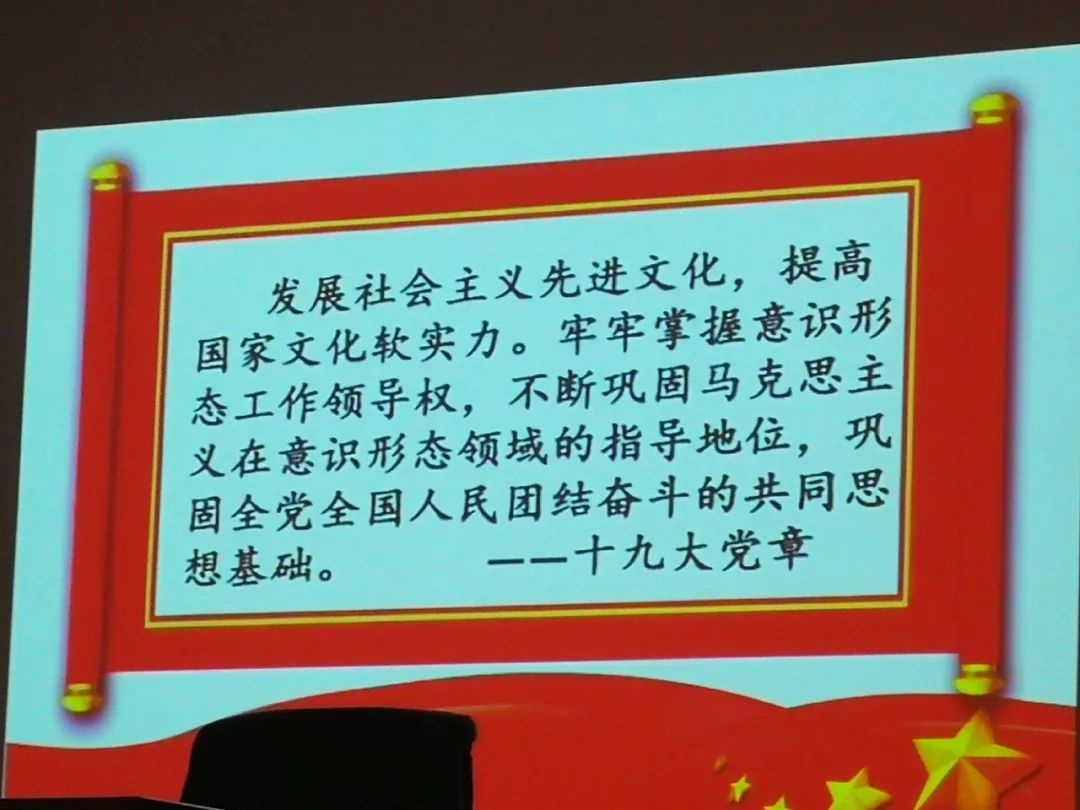 发展社会主义先进文化，提高
国家文化软实力。牢牢掌握意识形
态工作领导权，不断巩固马克思主
义在意识形态领域的指导地位，巩
固全党全国人民团结奋斗的共同思
想基础。 ——十九大党章